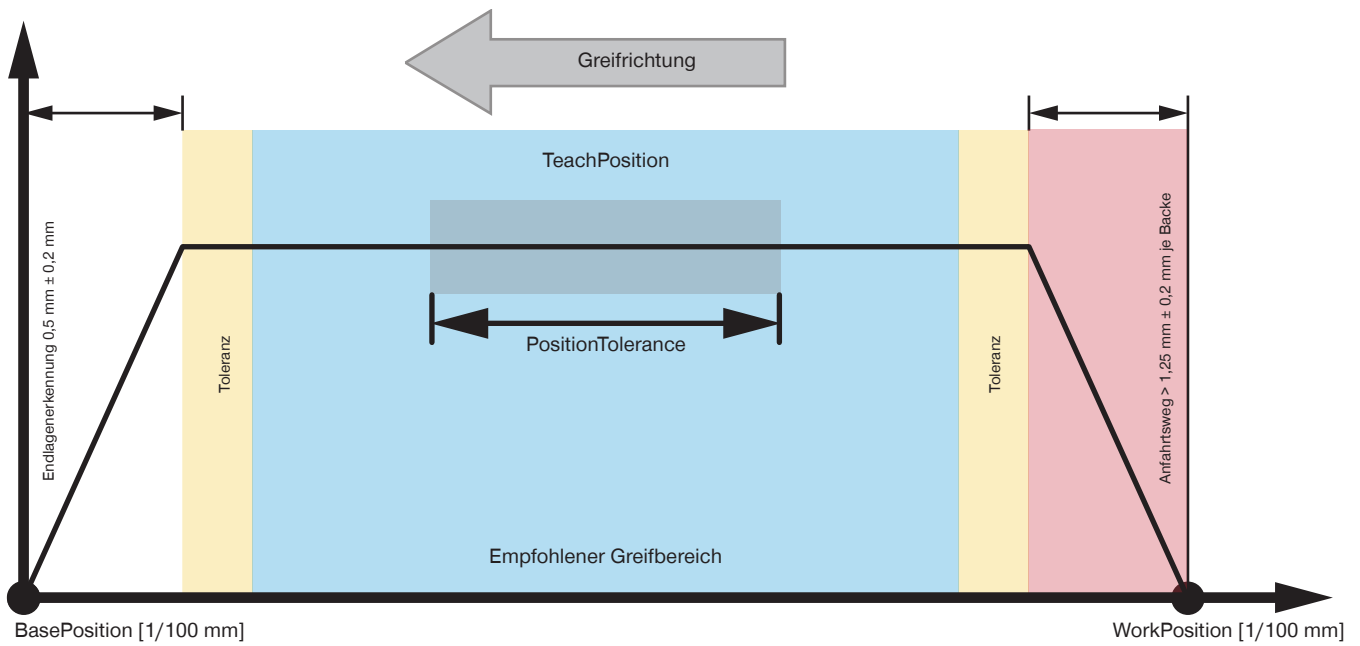 Greifrichtung
TeachPosition
Endlagenerkennung 0,5 mm ± 0,2 mm
Toleranz
PositionTolerance
Toleranz
Anfahrtsweg > 1,25 mm ± 0,2 mm je Backe
Empfohlener Greifbereich
BasePosition [1/100 mm]
WorkPosition [1/100 mm]